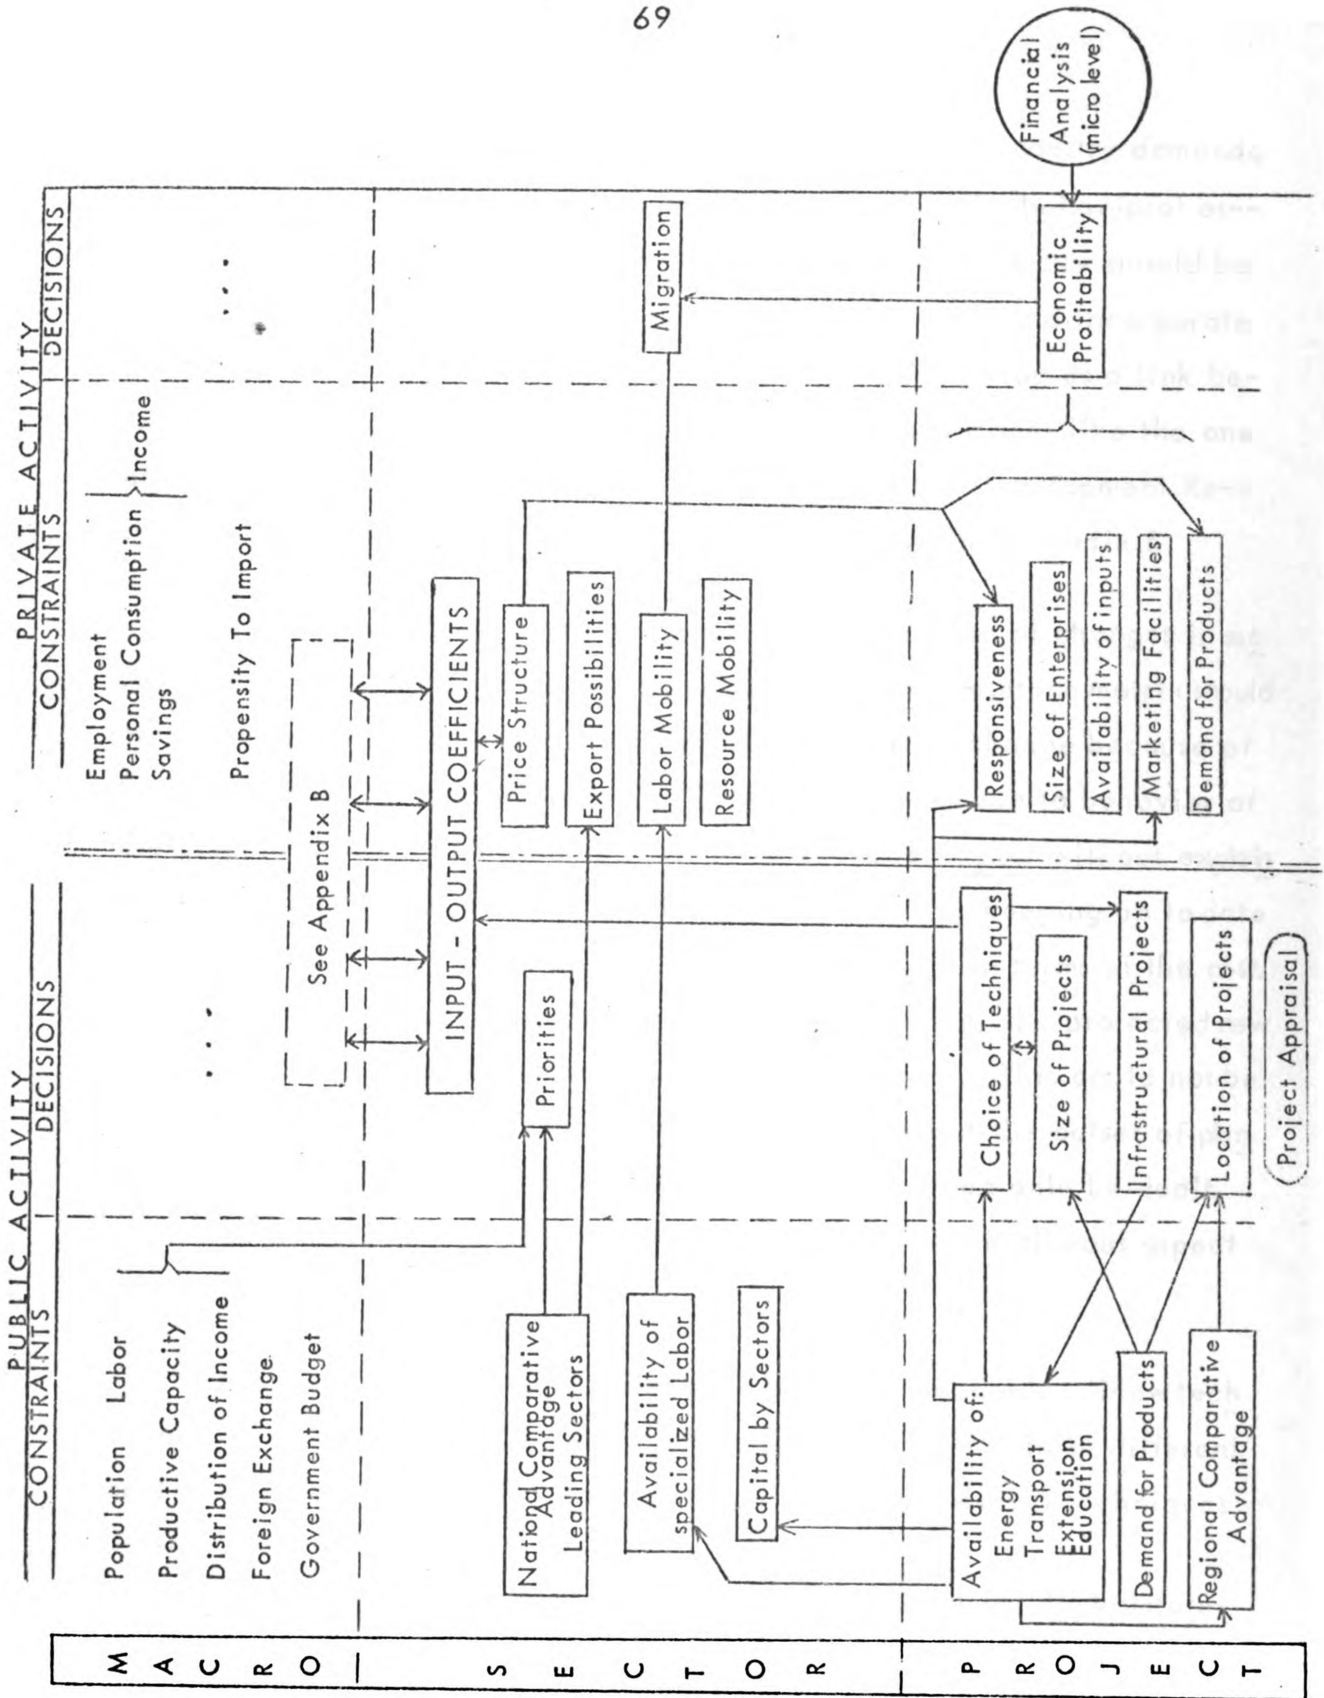 69
PUBLIC ACTIVITY
PRIVATE ACTIVITY
CONSTRAINTS
DECISIONS
CONSTRAINTS
DECISIONS
MACRO
Population Labor
Productive Capacity
Distribution of Income
Foreign Exchange
Government Budget
. . .
Employment
Personal Consumption
Savings
Income
Propensity To Import
. . .
See Appendix B
SECTOR
INPUT - OUTPUT COEFFICIENTS
National Comparative
Advantage
Leading Sectors
Priorities
Price Structure
Export Possibilities
Availability of
specialized Labor
Labor Mobility
Migration
Capital by Sectors
Resource Mobility
PROJECT
Availability of:
Energy
Transport
Extension
Education
Demand for Products
Regional Comparative
Advantage
Choice of Techniques
Size of Projects
Infrastructural Projects
Location of Projects
Project Appraisal
Responsiveness
Size of Enterprises
Availability of inputs
Marketing Facilities
Demand for Products
Economic
Profitability
Financial
Analysis
(micro level)